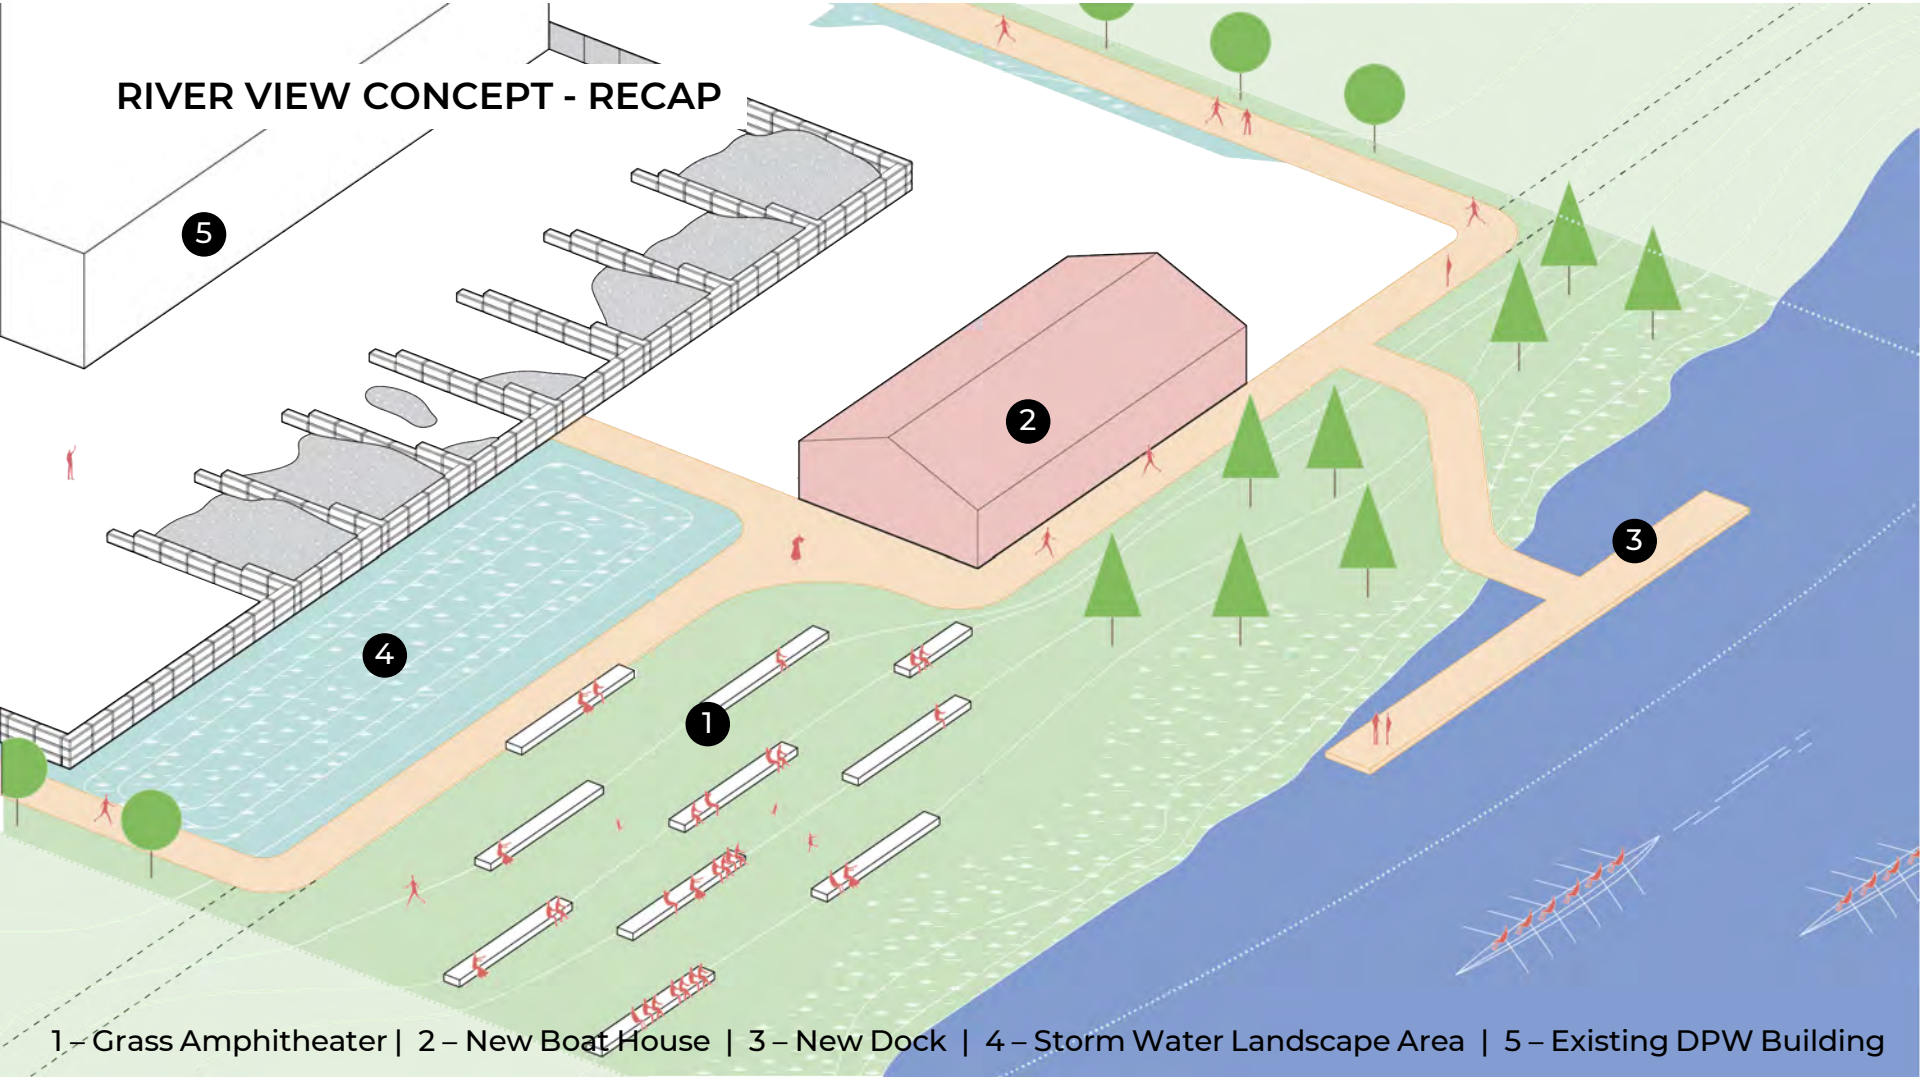 RIVER VIEW CONCEPT - RECAP
5
2
3
4
1
1 – Grass Amphitheater | 2 – New Boat House | 3 – New Dock | 4 – Storm Water Landscape Area | 5 – Existing DPW Building